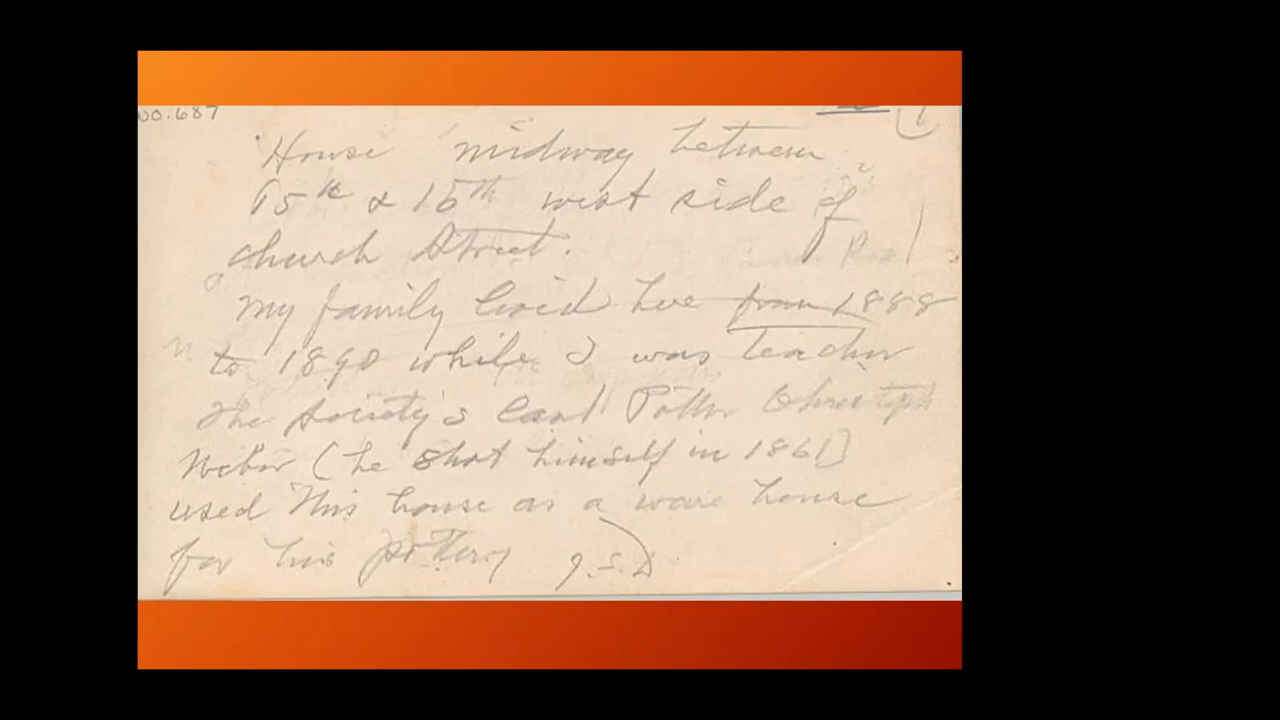 NO. 687
House midway between
15th & 16th west side of
church Street.
My family lived here from 1888
to 1890 while I was Teacher
The Society's last Potter Christoph
Weber (he shot himself in 1861)
used This house as a ware house
for his pottery J.S.D